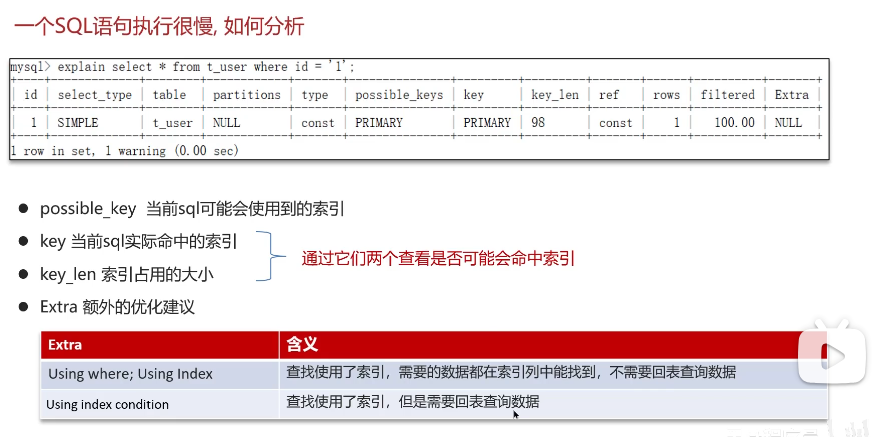 一个SQL语句执行很慢, 如何分析
mysql> explain select * from t_user where id = '1';
| id | select_type | table | partitions | type | possible_keys | key | key_len | ref | rows | filtered | Extra |
| 1 | SIMPLE | t_user | NULL | const | PRIMARY | PRIMARY | 98 | const | 1 | 100.00 | NULL |
1 row in set, 1 warning (0.00 sec)
● possible_key 当前sql可能会使用到的索引
● key 当前sql实际命中的索引
● key_len 索引占用的大小
通过它们两个查看是否可能会命中索引
● Extra 额外的优化建议
Extra 含义
Using where; Using Index 查找使用了索引，需要的数据都在索引列中能找到，不需要回表查询数据
Using index condition 查找使用了索引，但是需要回表查询数据